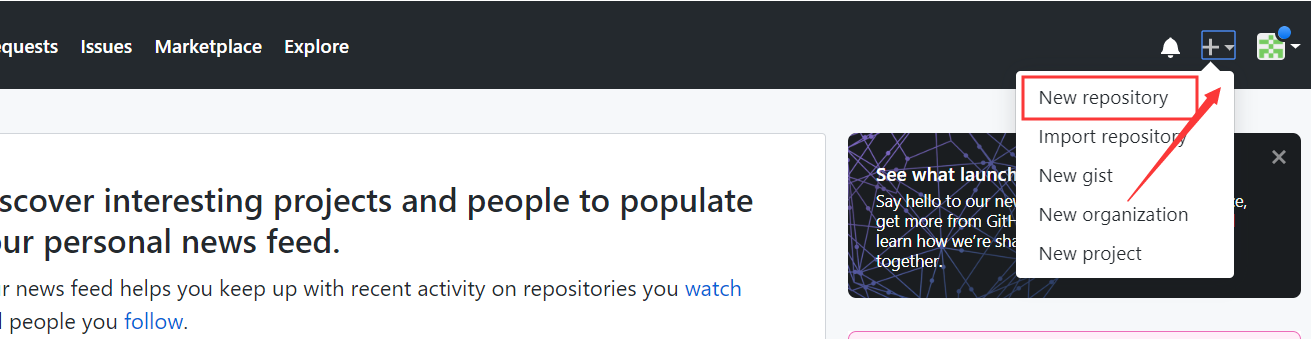 equests Issues Marketplace Explore
New repository
Import repository
New gist
New organization
New project
scover interesting projects and people to populate
our personal news feed.
r news feed helps you keep up with recent activity on repositories you watch
people you follow.
See what launch
Say hello to our new
ce,
get more from GitH
learn how we're sha
together.